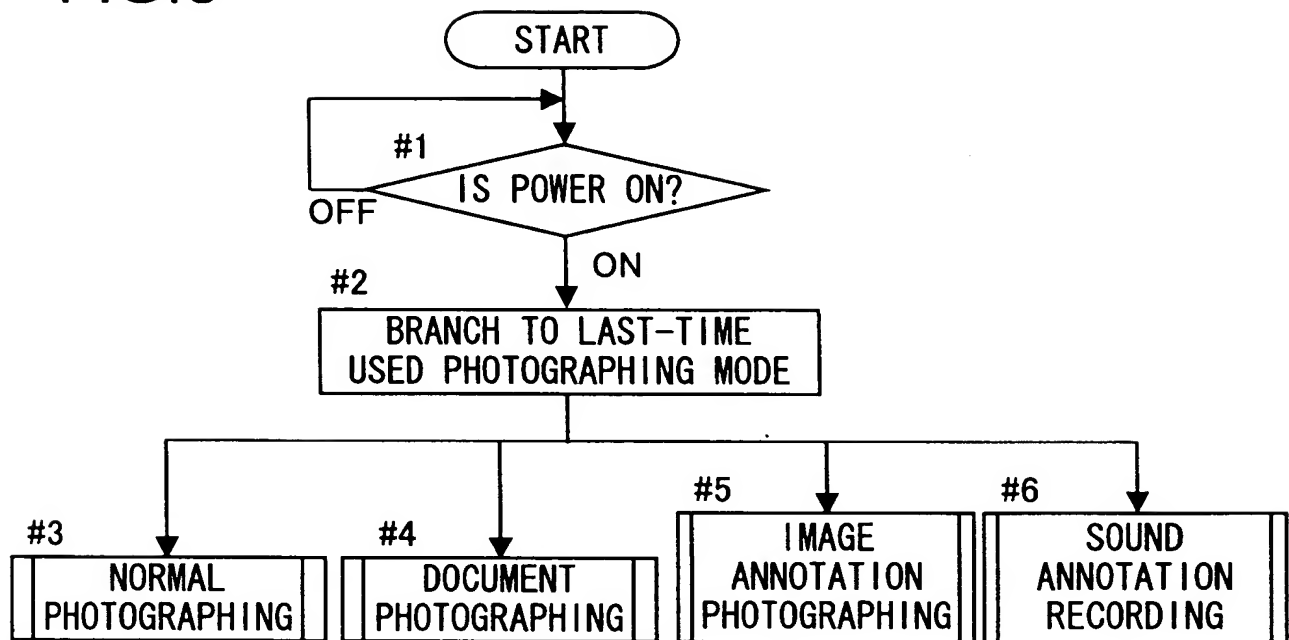 START
#1
IS POWER ON?
OFF
ON
#2
BRANCH TO LAST-TIME
USED PHOTOGRAPHING MODE
#3
NORMAL
PHOTOGRAPHING
#4
DOCUMENT
PHOTOGRAPHING
#5
IMAGE
ANNOTATION
PHOTOGRAPHING
#6
SOUND
ANNOTATION
RECORDING